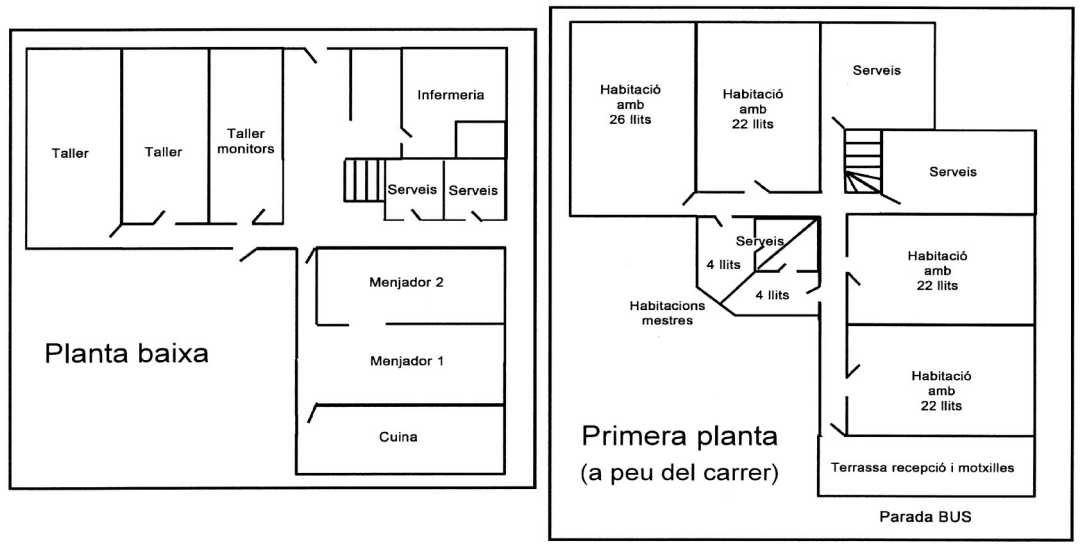 Infermeria
Taller
Taller
Taller
monitors
Serveis
Serveis
Menjador 2
Planta baixa
Menjador 1
Cuina
Habitació
amb
26 llits
Habitació
amb
22 llits
Serveis
Serveis
Serveis
4 llits
4 llits
Habitacions
mestres
Habitació
amb
22 llits
Habitació
amb
22 llits
Primera planta
(a peu del carrer)
Terrassa recepció i motxilles
Parada BUS